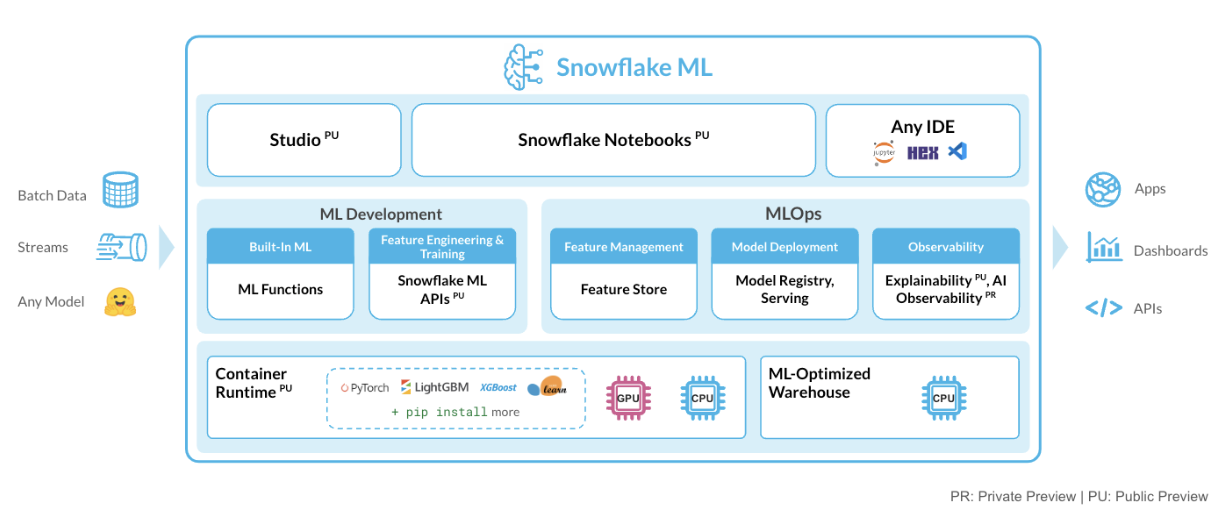 Snowflake ML
Studio PU
Snowflake Notebooks PU
Any IDE
jupyter HEX
Batch Data
Streams
Any Model
ML Development
Built-In ML
ML Functions
Feature Engineering &
Training
Snowflake ML
APIs PU
MLOps
Feature Management
Feature Store
Model Deployment
Model Registry,
Serving
Observability
Explainability PU, AI
Observability PR
Apps
Dashboards
</> APIs
Container
Runtime PU
PyTorch LightGBM XGBoost learn
+ pip install more
GPU
CPU
ML-Optimized
Warehouse
CPU
PR: Private Preview | PU: Public Preview